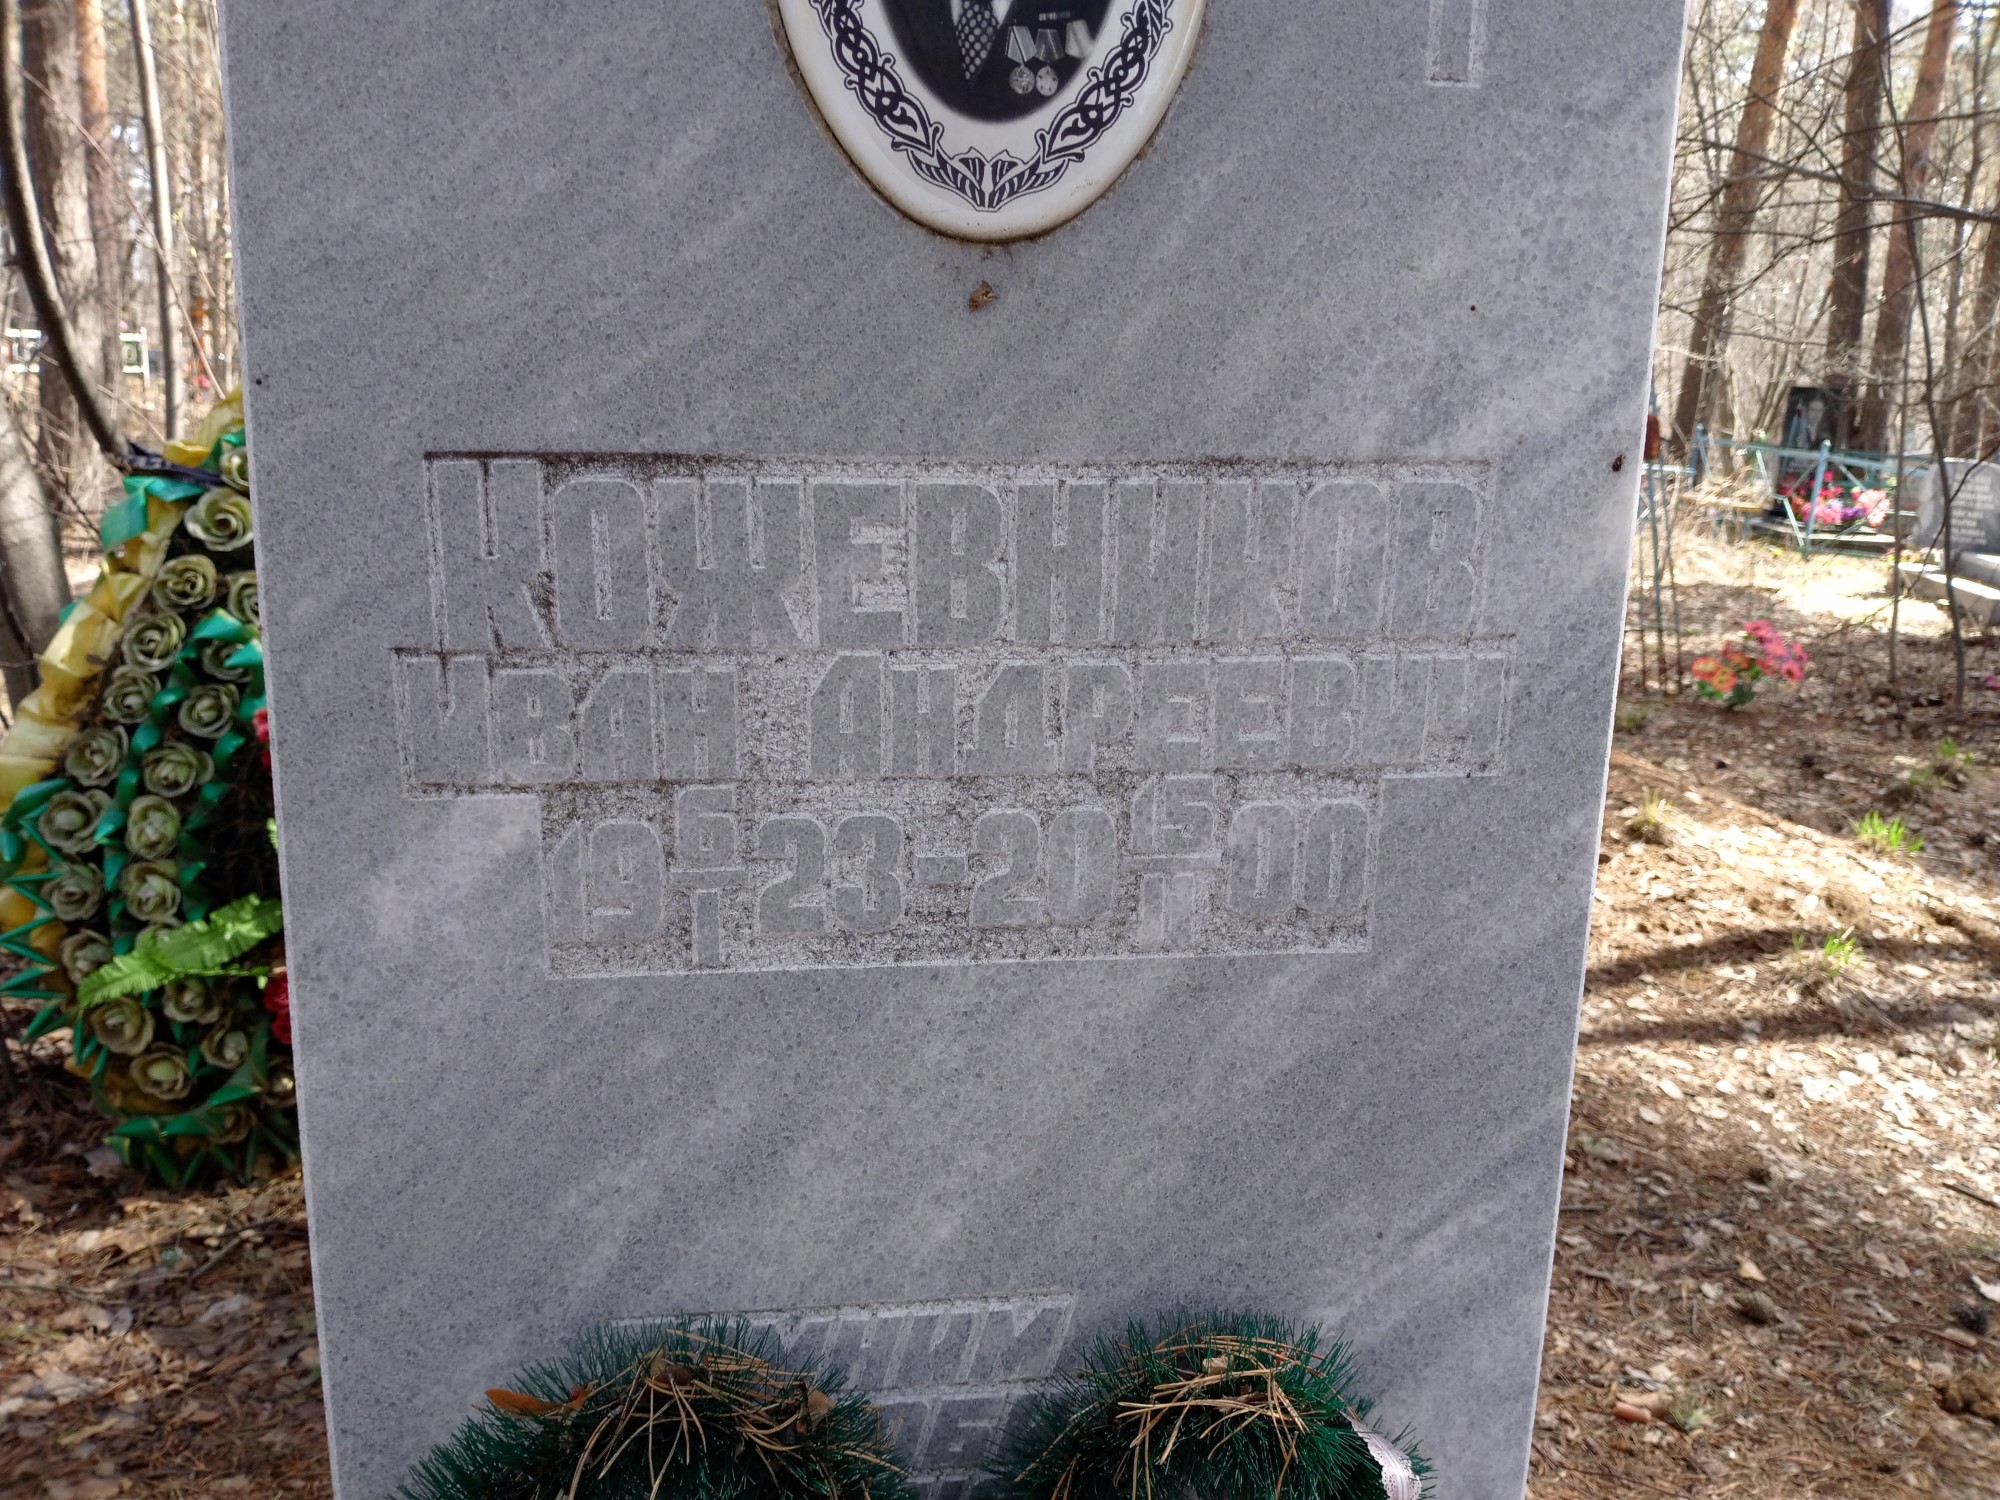 Кожевников
Иван Андреевич
19 6/I 23-20 15/II 00